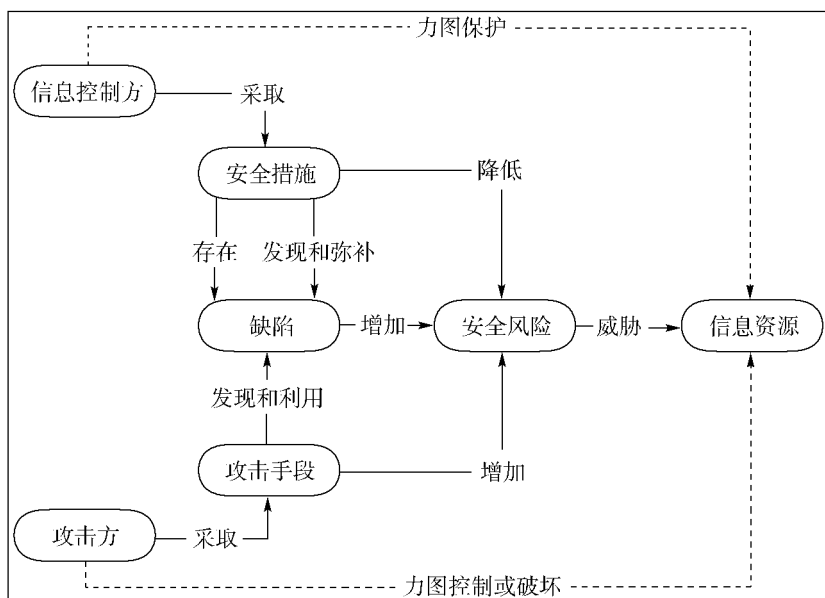 力图保护
信息控制方
采取
安全措施
降低
存在
发现和弥补
缺陷
增加
安全风险
威胁
信息资源
发现和利用
攻击手段
增加
攻击方
采取
力图控制或破坏